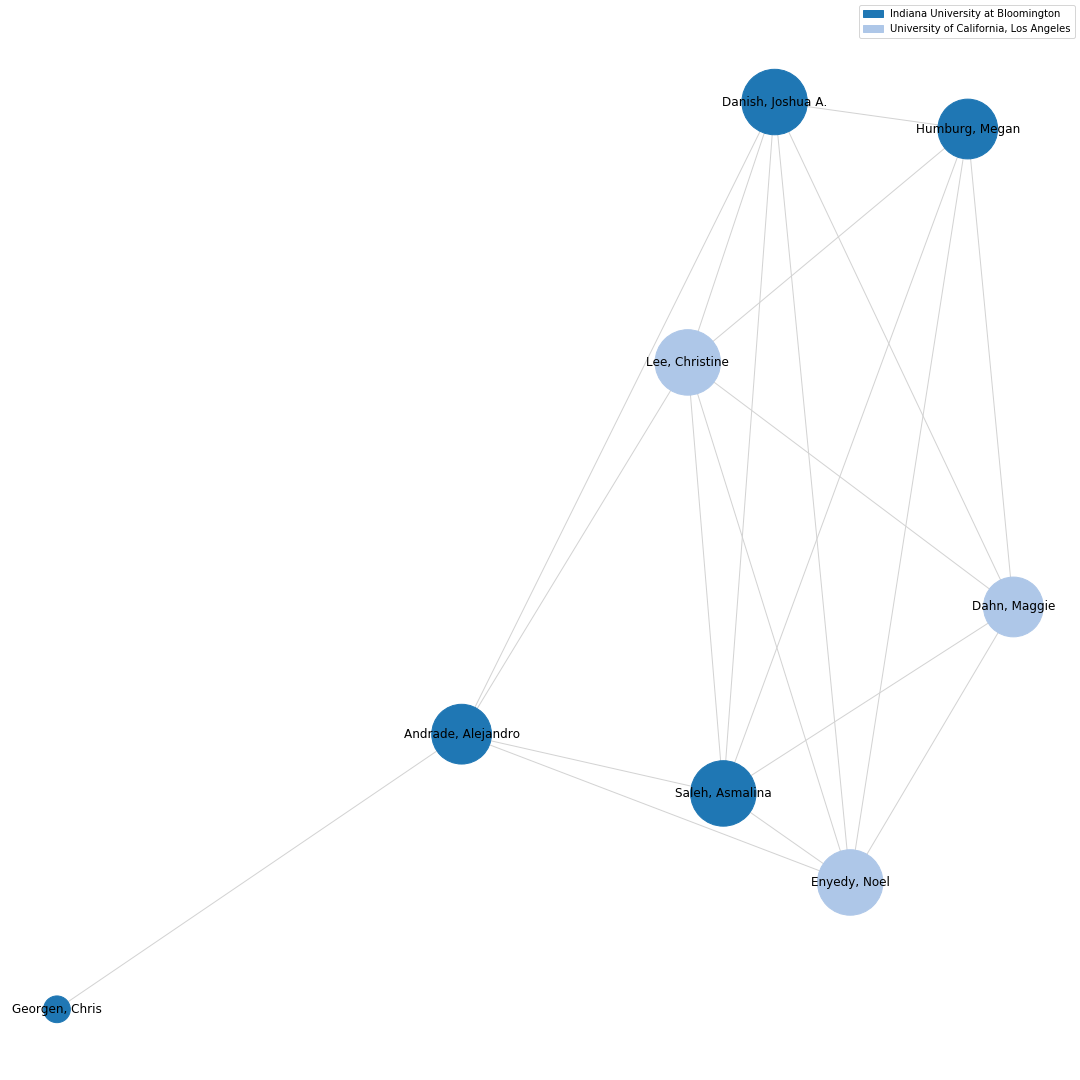 Indiana University at Bloomington
University of California, Los Angeles
Danish, Joshua A.
Humburg, Megan
Lee, Christine
Dahn, Maggie
Andrade, Alejandro
Saleh, Asmalina
Enyedy, Noel
Georgen, Chris